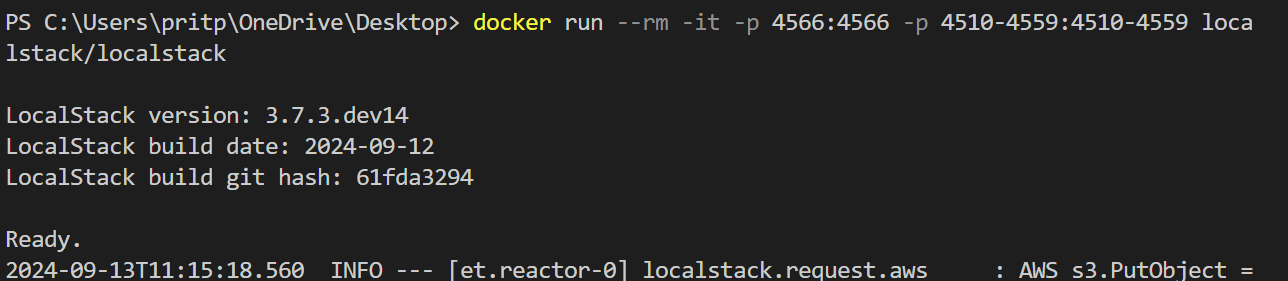 PS C:\Users\pritp\OneDrive\Desktop> docker run --rm -it -p 4566:4566 -p 4510-4559:4510-4559 loca
lstack/localstack
LocalStack version: 3.7.3.dev14
LocalStack build date: 2024-09-12
LocalStack build git hash: 61fda3294
Ready.
2024-09-13T11:15:18.560  INFO --- [et.reactor-0] localstack.request.aws     : AWS s3.PutObject =